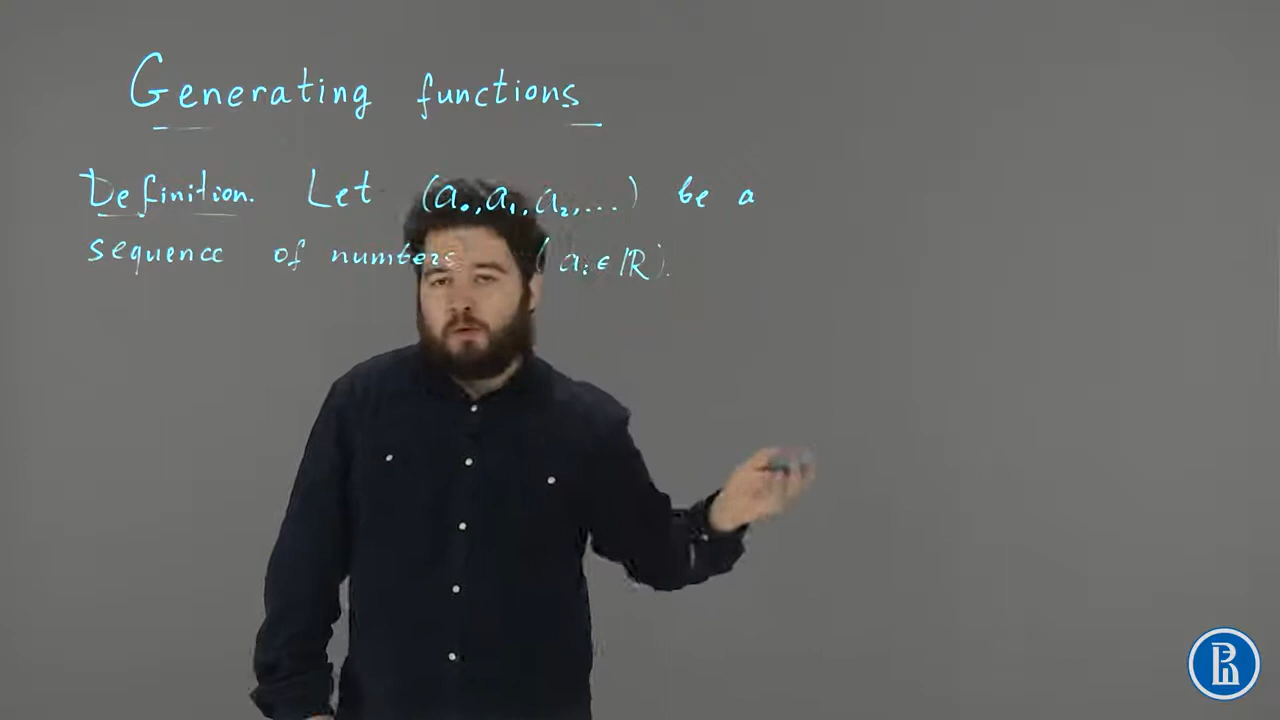 Generating functions
Definition. Let (a₀, a₁, a₂, ...) be a
sequence of numbers (aᵢ ∈ ℝ).